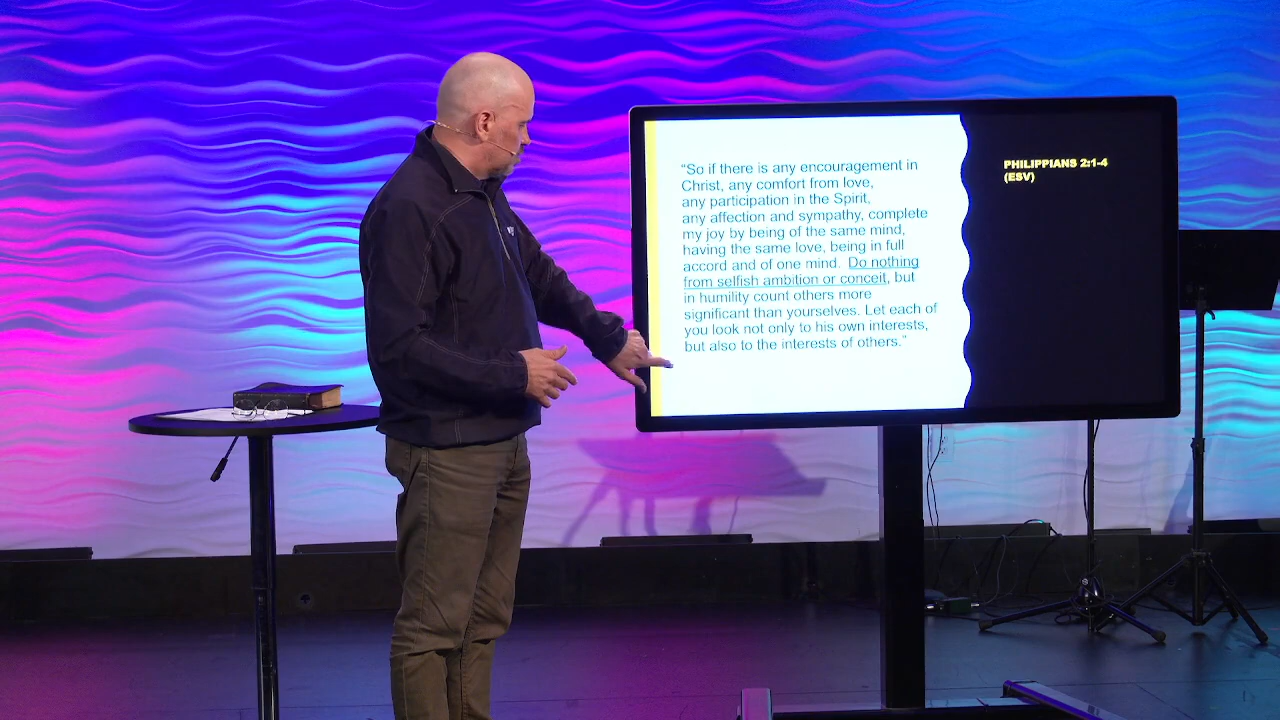 “So if there is any encouragement in
Christ, any comfort from love,
any participation in the Spirit,
any affection and sympathy, complete
my joy by being of the same mind,
having the same love, being in full
accord and of one mind. Do nothing
from selfish ambition or conceit, but
in humility count others more
significant than yourselves. Let each of
you look not only to his own interests,
but also to the interests of others.”
PHILIPPIANS 2:1-4
(ESV)